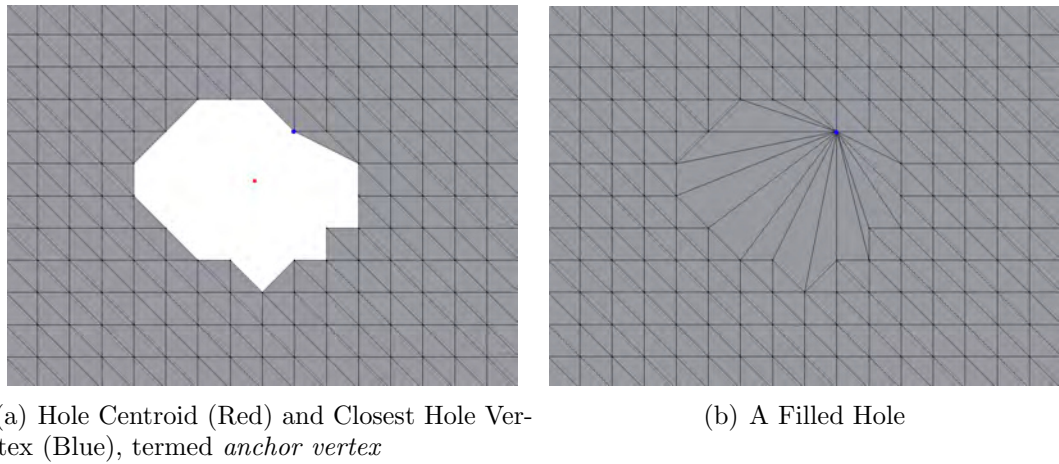 (a) Hole Centroid (Red) and Closest Hole Ver-
tex (Blue), termed anchor vertex
(b) A Filled Hole